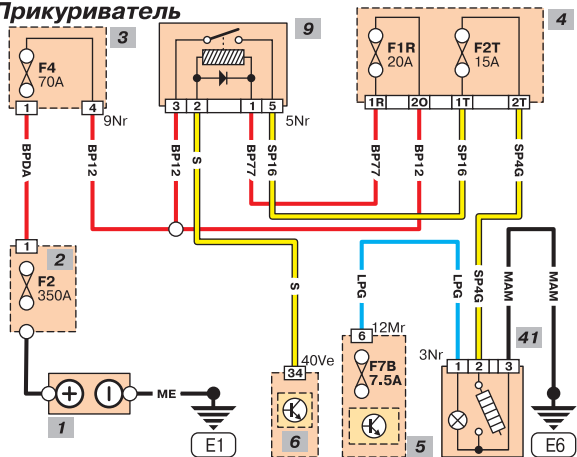 Прикуриватель
3
9
4
F4
70A
F1R
20A
F2T
15A
1
4
9Nr
3
2
1
5
5Nr
1R
2O
1T
2T
BPDA
BP12
BP12
S
BP77
SP16
BP77
BP12
SP16
SP4G
1
2
F2
350A
LPG
LPG
SP4G
MAM
MAM
S
6
12Mr
40Ve
34
3Nr
1
2
3
41
F7B
7.5A
ME
1
E1
6
5
E6